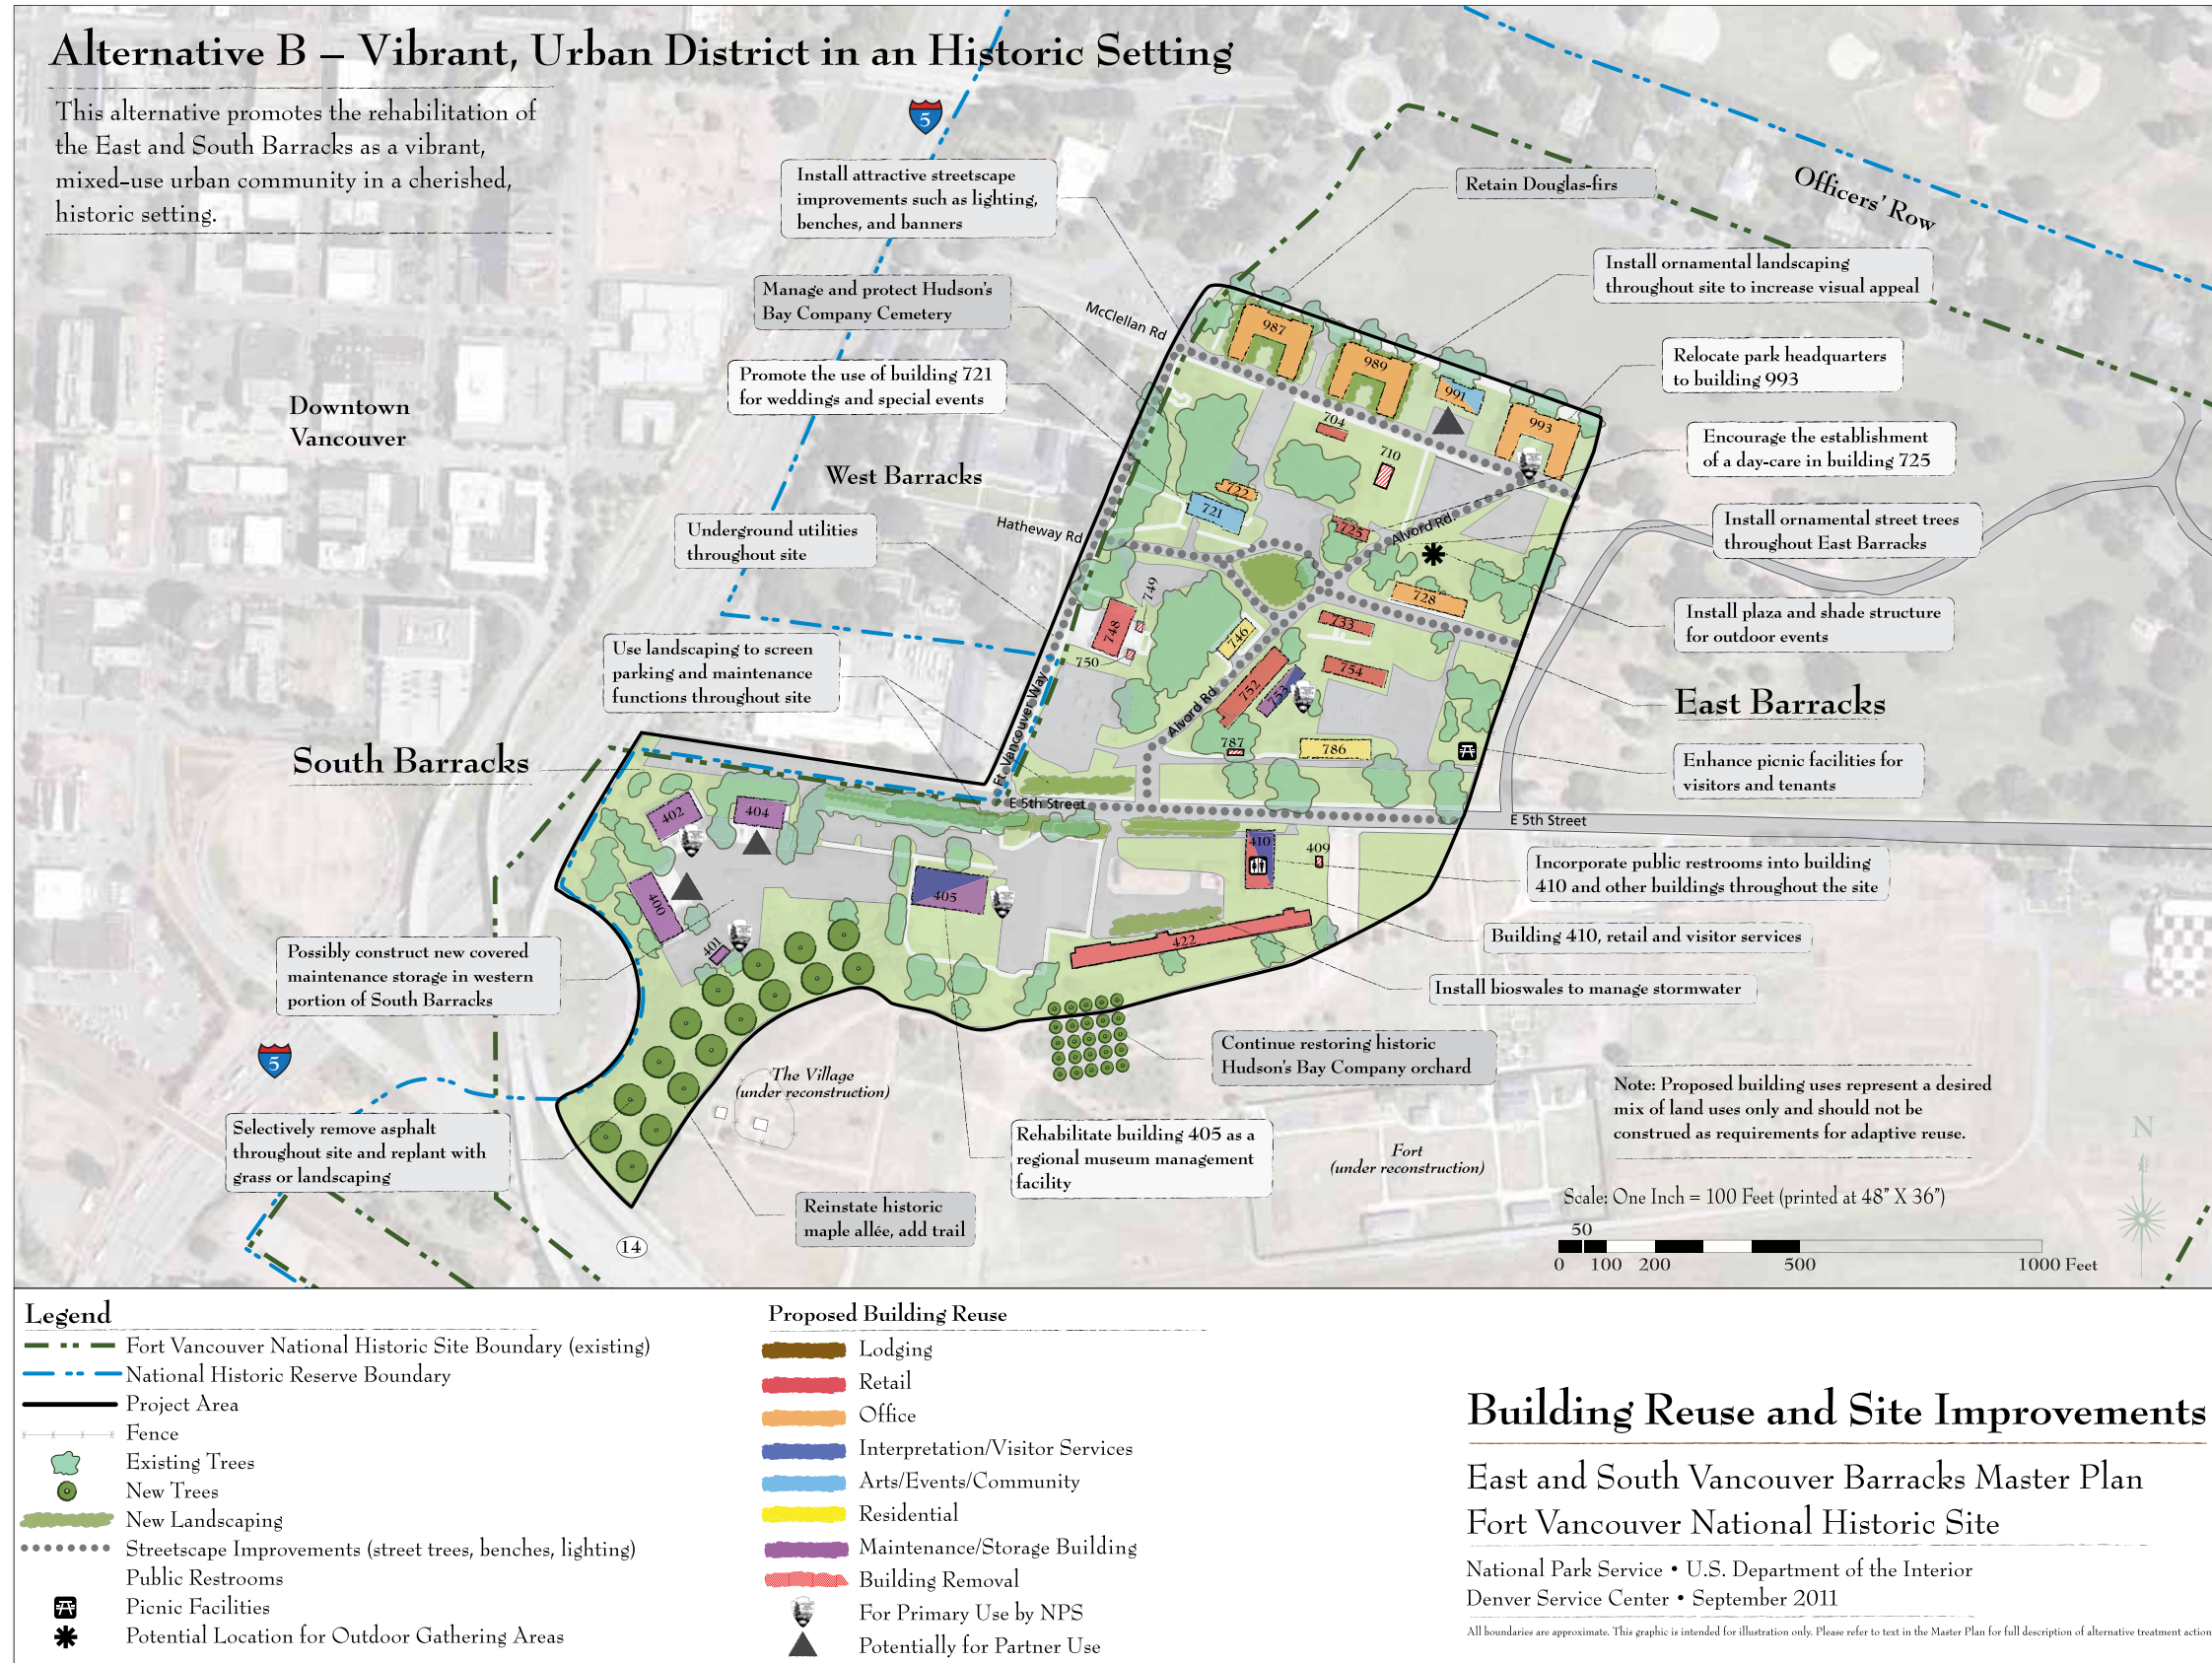 Alternative B – Vibrant, Urban District in an Historic Setting
This alternative promotes the rehabilitation of
the East and South Barracks as a vibrant,
mixed-use urban community in a cherished,
historic setting.
5
Install attractive streetscape
improvements such as lighting,
benches, and banners
Retain Douglas-firs
Officers' Row
Manage and protect Hudson's
Bay Company Cemetery
McClellan Rd
Install ornamental landscaping
throughout site to increase visual appeal
Promote the use of building 721
for weddings and special events
Relocate park headquarters
to building 993
Downtown
Vancouver
West Barracks
Encourage the establishment
of a day-care in building 725
Underground utilities
throughout site
Hatheway Rd
Install ornamental street trees
throughout East Barracks
Install plaza and shade structure
for outdoor events
Use landscaping to screen
parking and maintenance
functions throughout site
East Barracks
South Barracks
Enhance picnic facilities for
visitors and tenants
987
989
991
993
704
710
722
721
725
Alvord Rd.
728
749
748
750
746
733
754
752
753
Alvord Rd
787
786
Ft. Vancouver Way
E 5th Street
E 5th Street
402
404
400
401
405
410
409
422
Incorporate public restrooms into building
410 and other buildings throughout the site
Building 410, retail and visitor services
Possibly construct new covered
maintenance storage in western
portion of South Barracks
Install bioswales to manage stormwater
Continue restoring historic
Hudson's Bay Company orchard
5
The Village
(under reconstruction)
Selectively remove asphalt
throughout site and replant with
grass or landscaping
Rehabilitate building 405 as a
regional museum management
facility
Fort
(under reconstruction)
Reinstate historic
maple allée, add trail
14
Note: Proposed building uses represent a desired
mix of land uses only and should not be
construed as requirements for adaptive reuse.
N
Scale: One Inch = 100 Feet (printed at 48" X 36")
50
0 100 200 500 1000 Feet
Legend
Fort Vancouver National Historic Site Boundary (existing)
National Historic Reserve Boundary
Project Area
Fence
Existing Trees
New Trees
New Landscaping
Streetscape Improvements (street trees, benches, lighting)
Public Restrooms
Picnic Facilities
Potential Location for Outdoor Gathering Areas
Proposed Building Reuse
Lodging
Retail
Office
Interpretation/Visitor Services
Arts/Events/Community
Residential
Maintenance/Storage Building
Building Removal
For Primary Use by NPS
Potentially for Partner Use
Building Reuse and Site Improvements
East and South Vancouver Barracks Master Plan
Fort Vancouver National Historic Site
National Park Service • U.S. Department of the Interior
Denver Service Center • September 2011
All boundaries are approximate. This graphic is intended for illustration only. Please refer to text in the Master Plan for full description of alternative treatment action